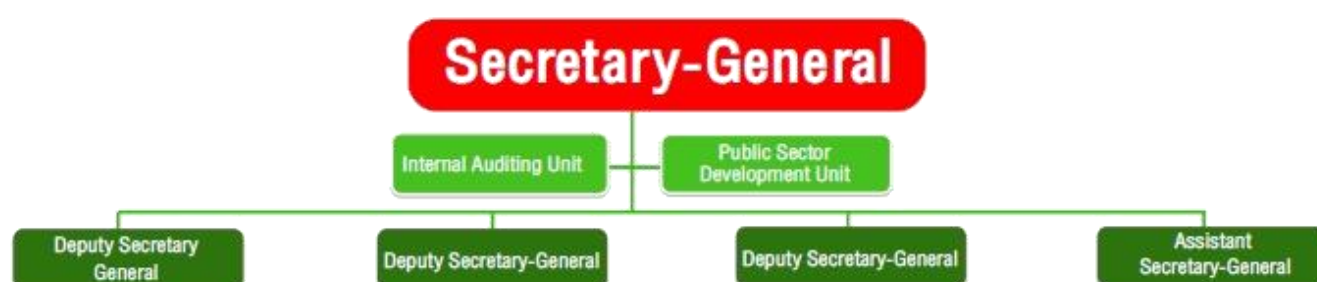 Secretary-General
Internal Auditing Unit
Public Sector
Development Unit
Deputy Secretary
General
Deputy Secretary-General
Deputy Secretary-General
Assistant
Secretary-General